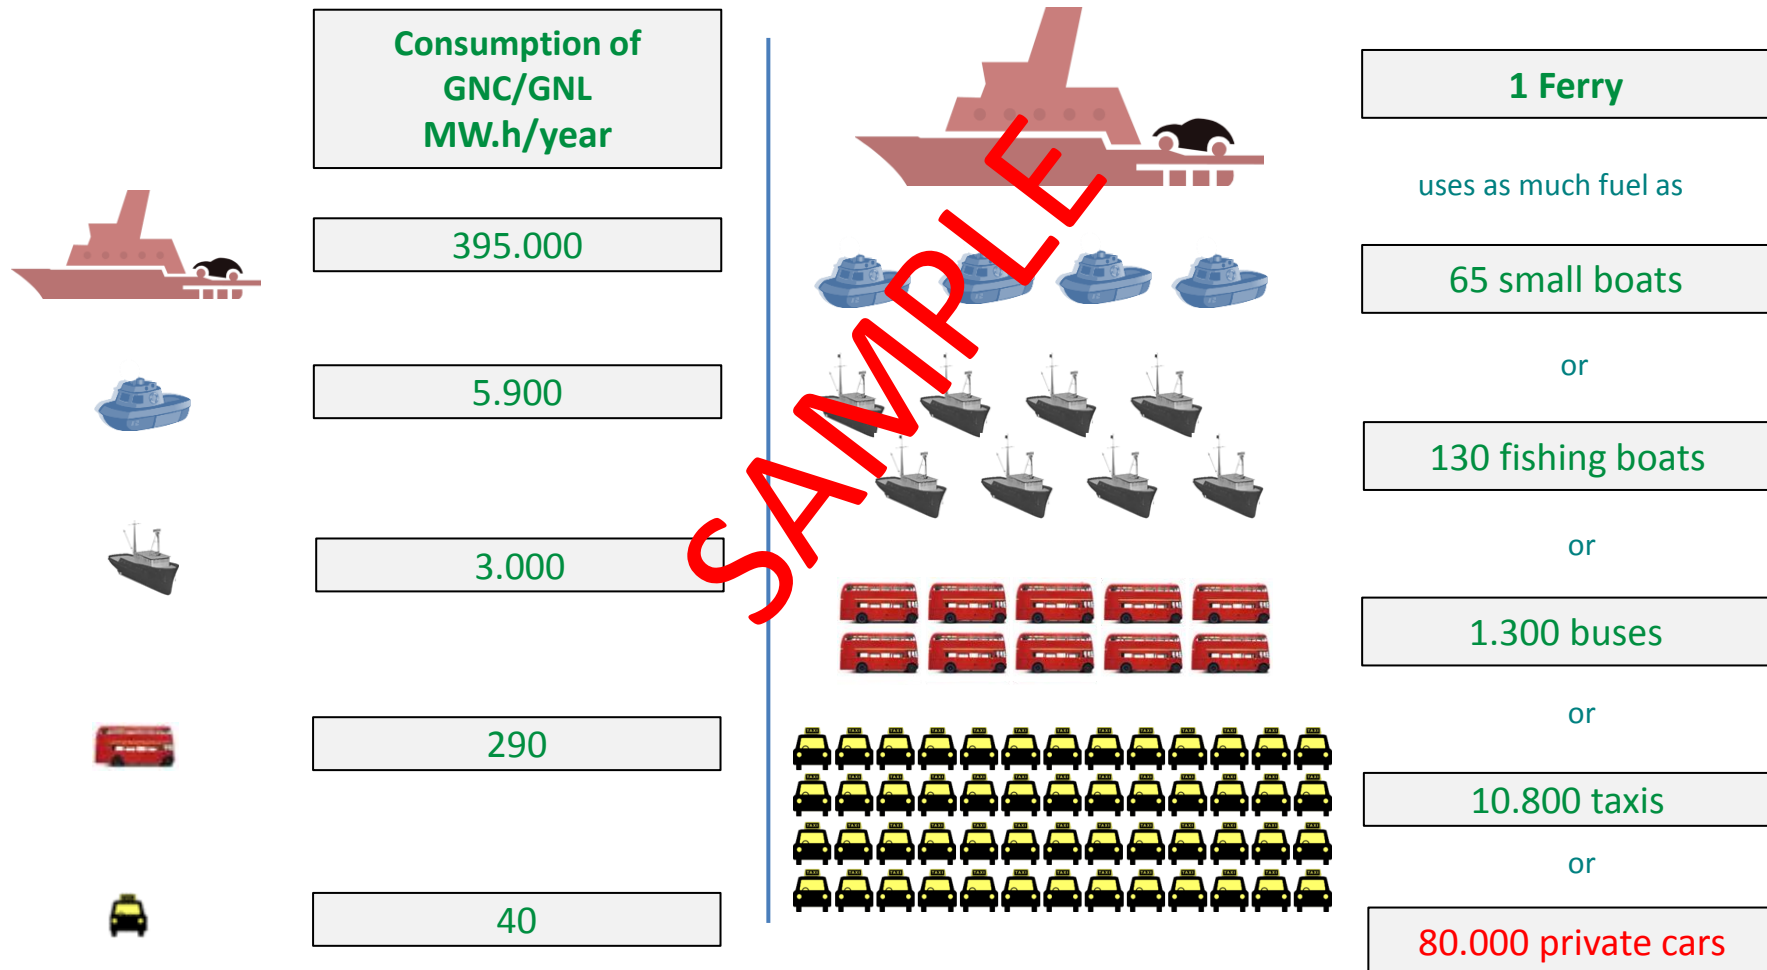 Consumption of
GNC/GNL
MW.h/year
395.000
5.900
3.000
290
40
1 Ferry
uses as much fuel as
65 small boats
or
130 fishing boats
or
1.300 buses
or
10.800 taxis
or
80.000 private cars
SAMPLE